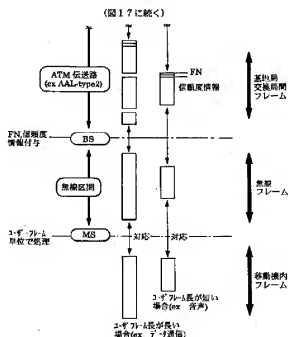 (図17に続く)
ATM伝送路
(ex AAL-type2)
FN
信頼度情報
基地局
交換局間
フレーム
FN,信頼度
情報付与
BS
無線区間
無線
フレーム
ユーザフレーム
単位で処理
MS
対応
対応
移動機内
フレーム
ユーザフレーム長が短い
場合(ex 音声)
ユーザフレーム長が長い
場合(ex データ通信)